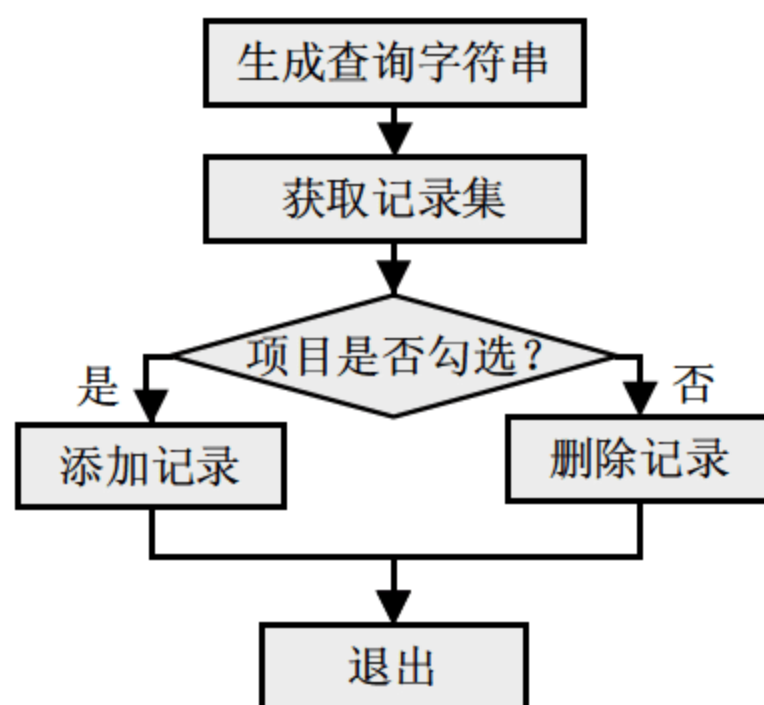 生成查询字符串
获取记录集
项目是否勾选?
是
否
添加记录
删除记录
退出